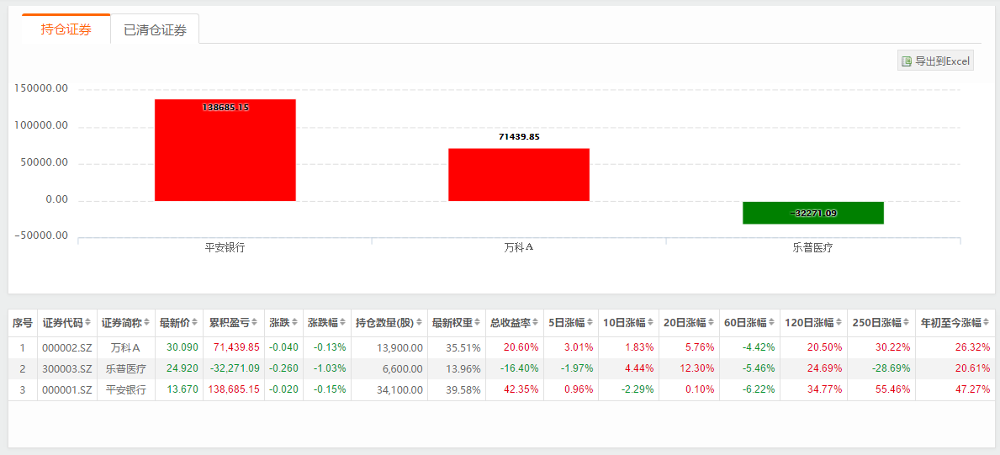 持仓证券 已清仓证券
导出到Excel
150000.00
138685.15
100000.00
71439.85
50000.00
0.00
-32271.09
-50000.00
平安银行 万科A 乐普医疗
序号 证券代码 证券简称 最新价 累积盈亏 涨跌 涨跌幅 持仓数量(股) 最新权重 总收益率 5日涨幅 10日涨幅 20日涨幅 60日涨幅 120日涨幅 250日涨幅 年初至今涨幅
1 000002.SZ 万科A 30.090 71,439.85 -0.040 -0.13% 13,900.00 35.51% 20.60% 3.01% 1.83% 5.76% -4.42% 20.50% 30.22% 26.32%
2 300003.SZ 乐普医疗 24.920 -32,271.09 -0.260 -1.03% 6,600.00 13.96% -16.40% -1.97% 4.44% 12.30% -5.46% 24.69% -28.69% 20.61%
3 000001.SZ 平安银行 13.670 138,685.15 -0.020 -0.15% 34,100.00 39.58% 42.35% 0.96% -2.29% 0.10% -6.22% 34.77% 55.46% 47.27%